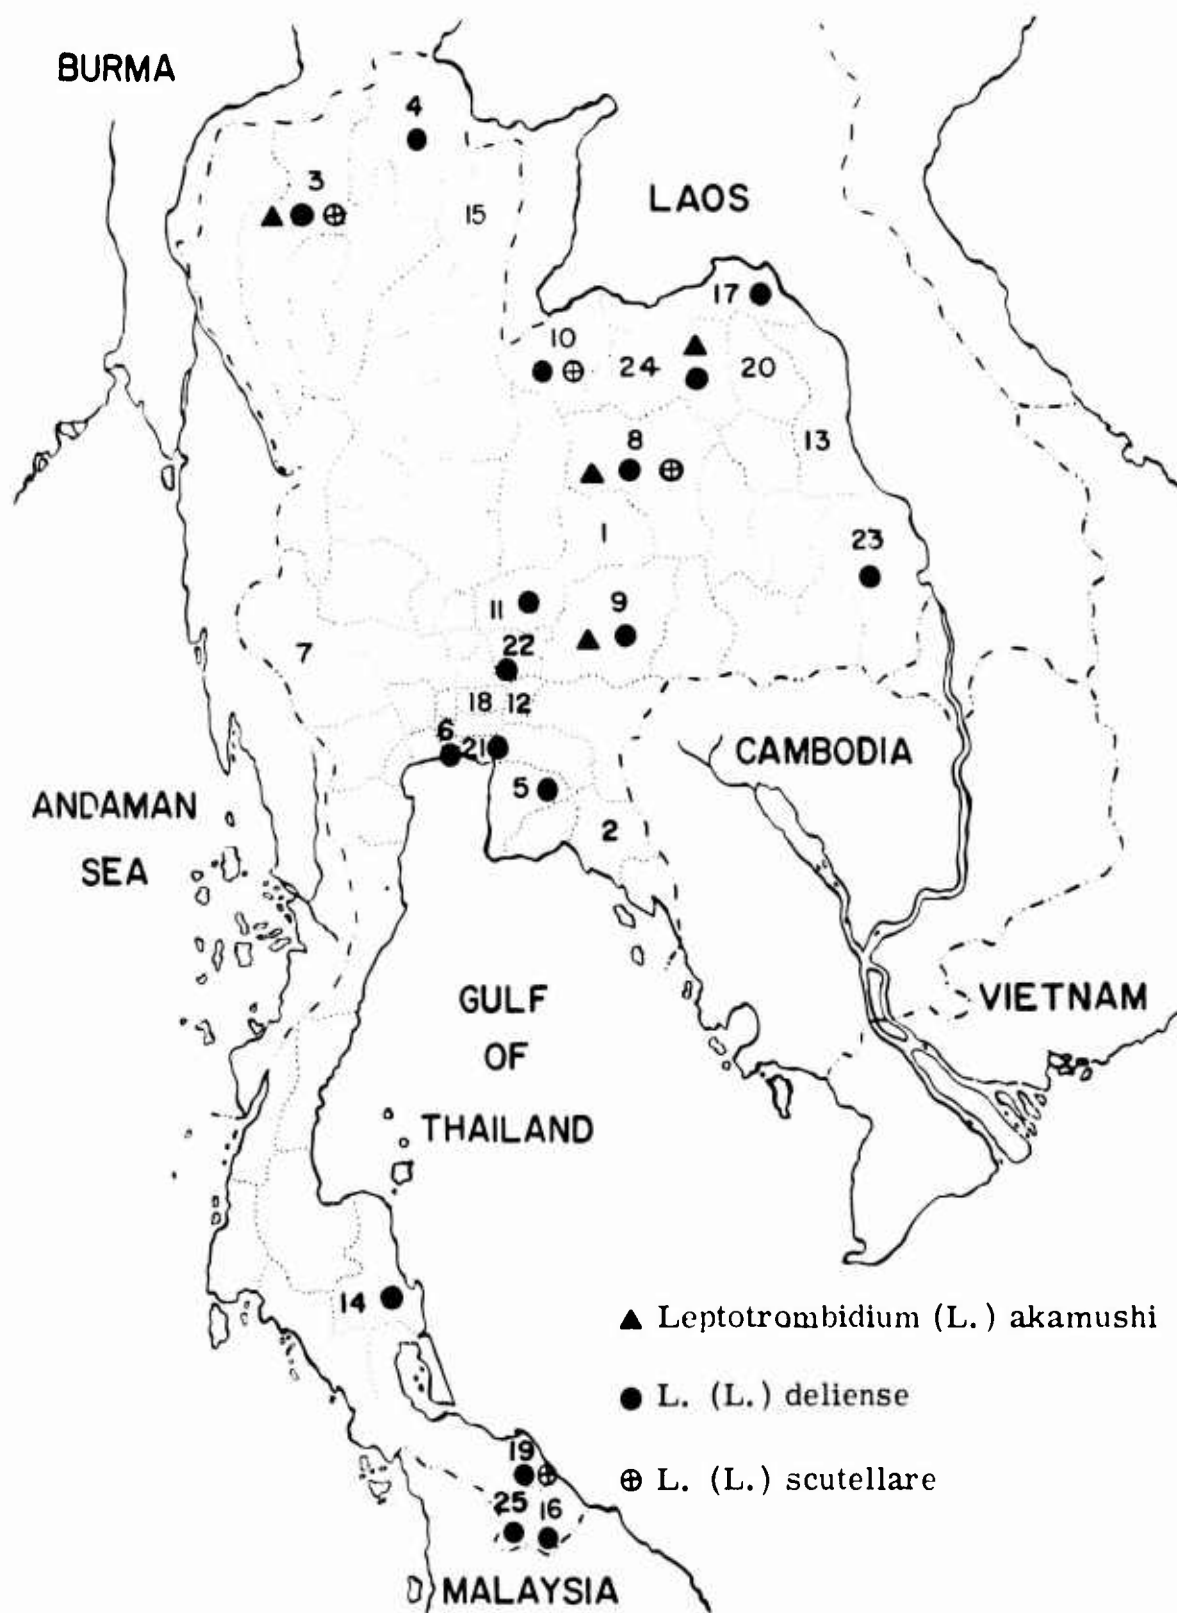 BURMA
4
3
15
LAOS
17
10
24
20
8
13
1
23
11
9
22
7
18 12
6
21
CAMBODIA
5
2
ANDAMAN
SEA
GULF
OF
THAILAND
VIETNAM
14
▲ Leptotrombidium (L.) akamushi
● L. (L.) deliense
⊕ L. (L.) scutellare
19
25 16
MALAYSIA